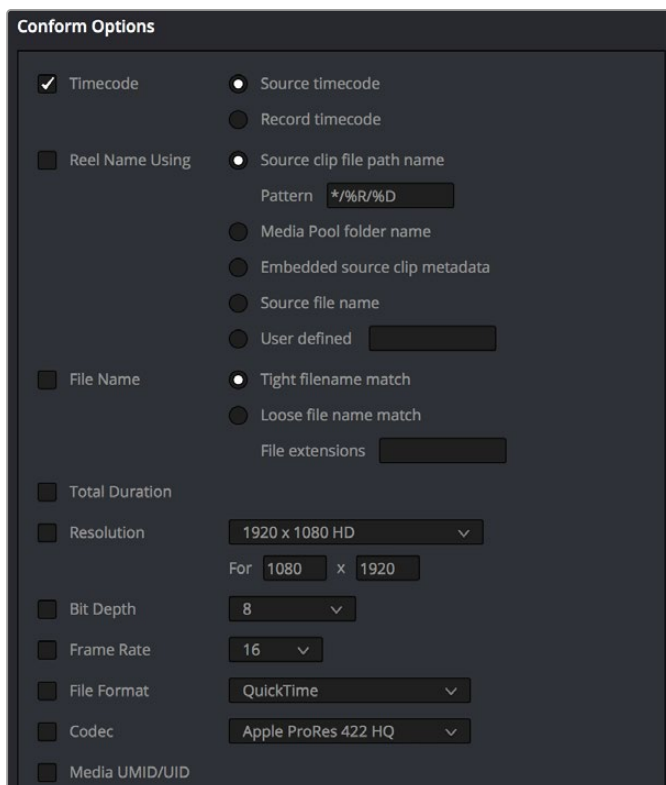 Conform Options
Timecode Source timecode
Record timecode
Reel Name Using Source clip file path name
Pattern */%R/%D
Media Pool folder name
Embedded source clip metadata
Source file name
User defined
File Name Tight filename match
Loose file name match
File extensions
Total Duration
Resolution 1920 x 1080 HD
For 1080 x 1920
Bit Depth 8
Frame Rate 16
File Format QuickTime
Codec Apple ProRes 422 HQ
Media UMID/UID